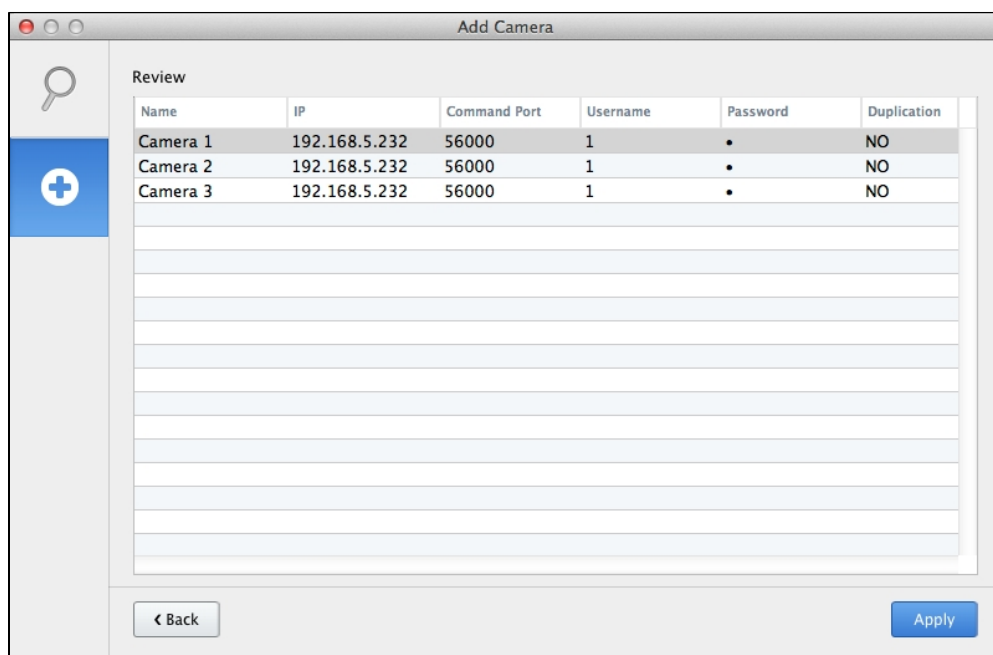 Add Camera
Review
Name IP Command Port Username Password Duplication
Camera 1 192.168.5.232 56000 1 • NO
Camera 2 192.168.5.232 56000 1 • NO
Camera 3 192.168.5.232 56000 1 • NO
Back Apply